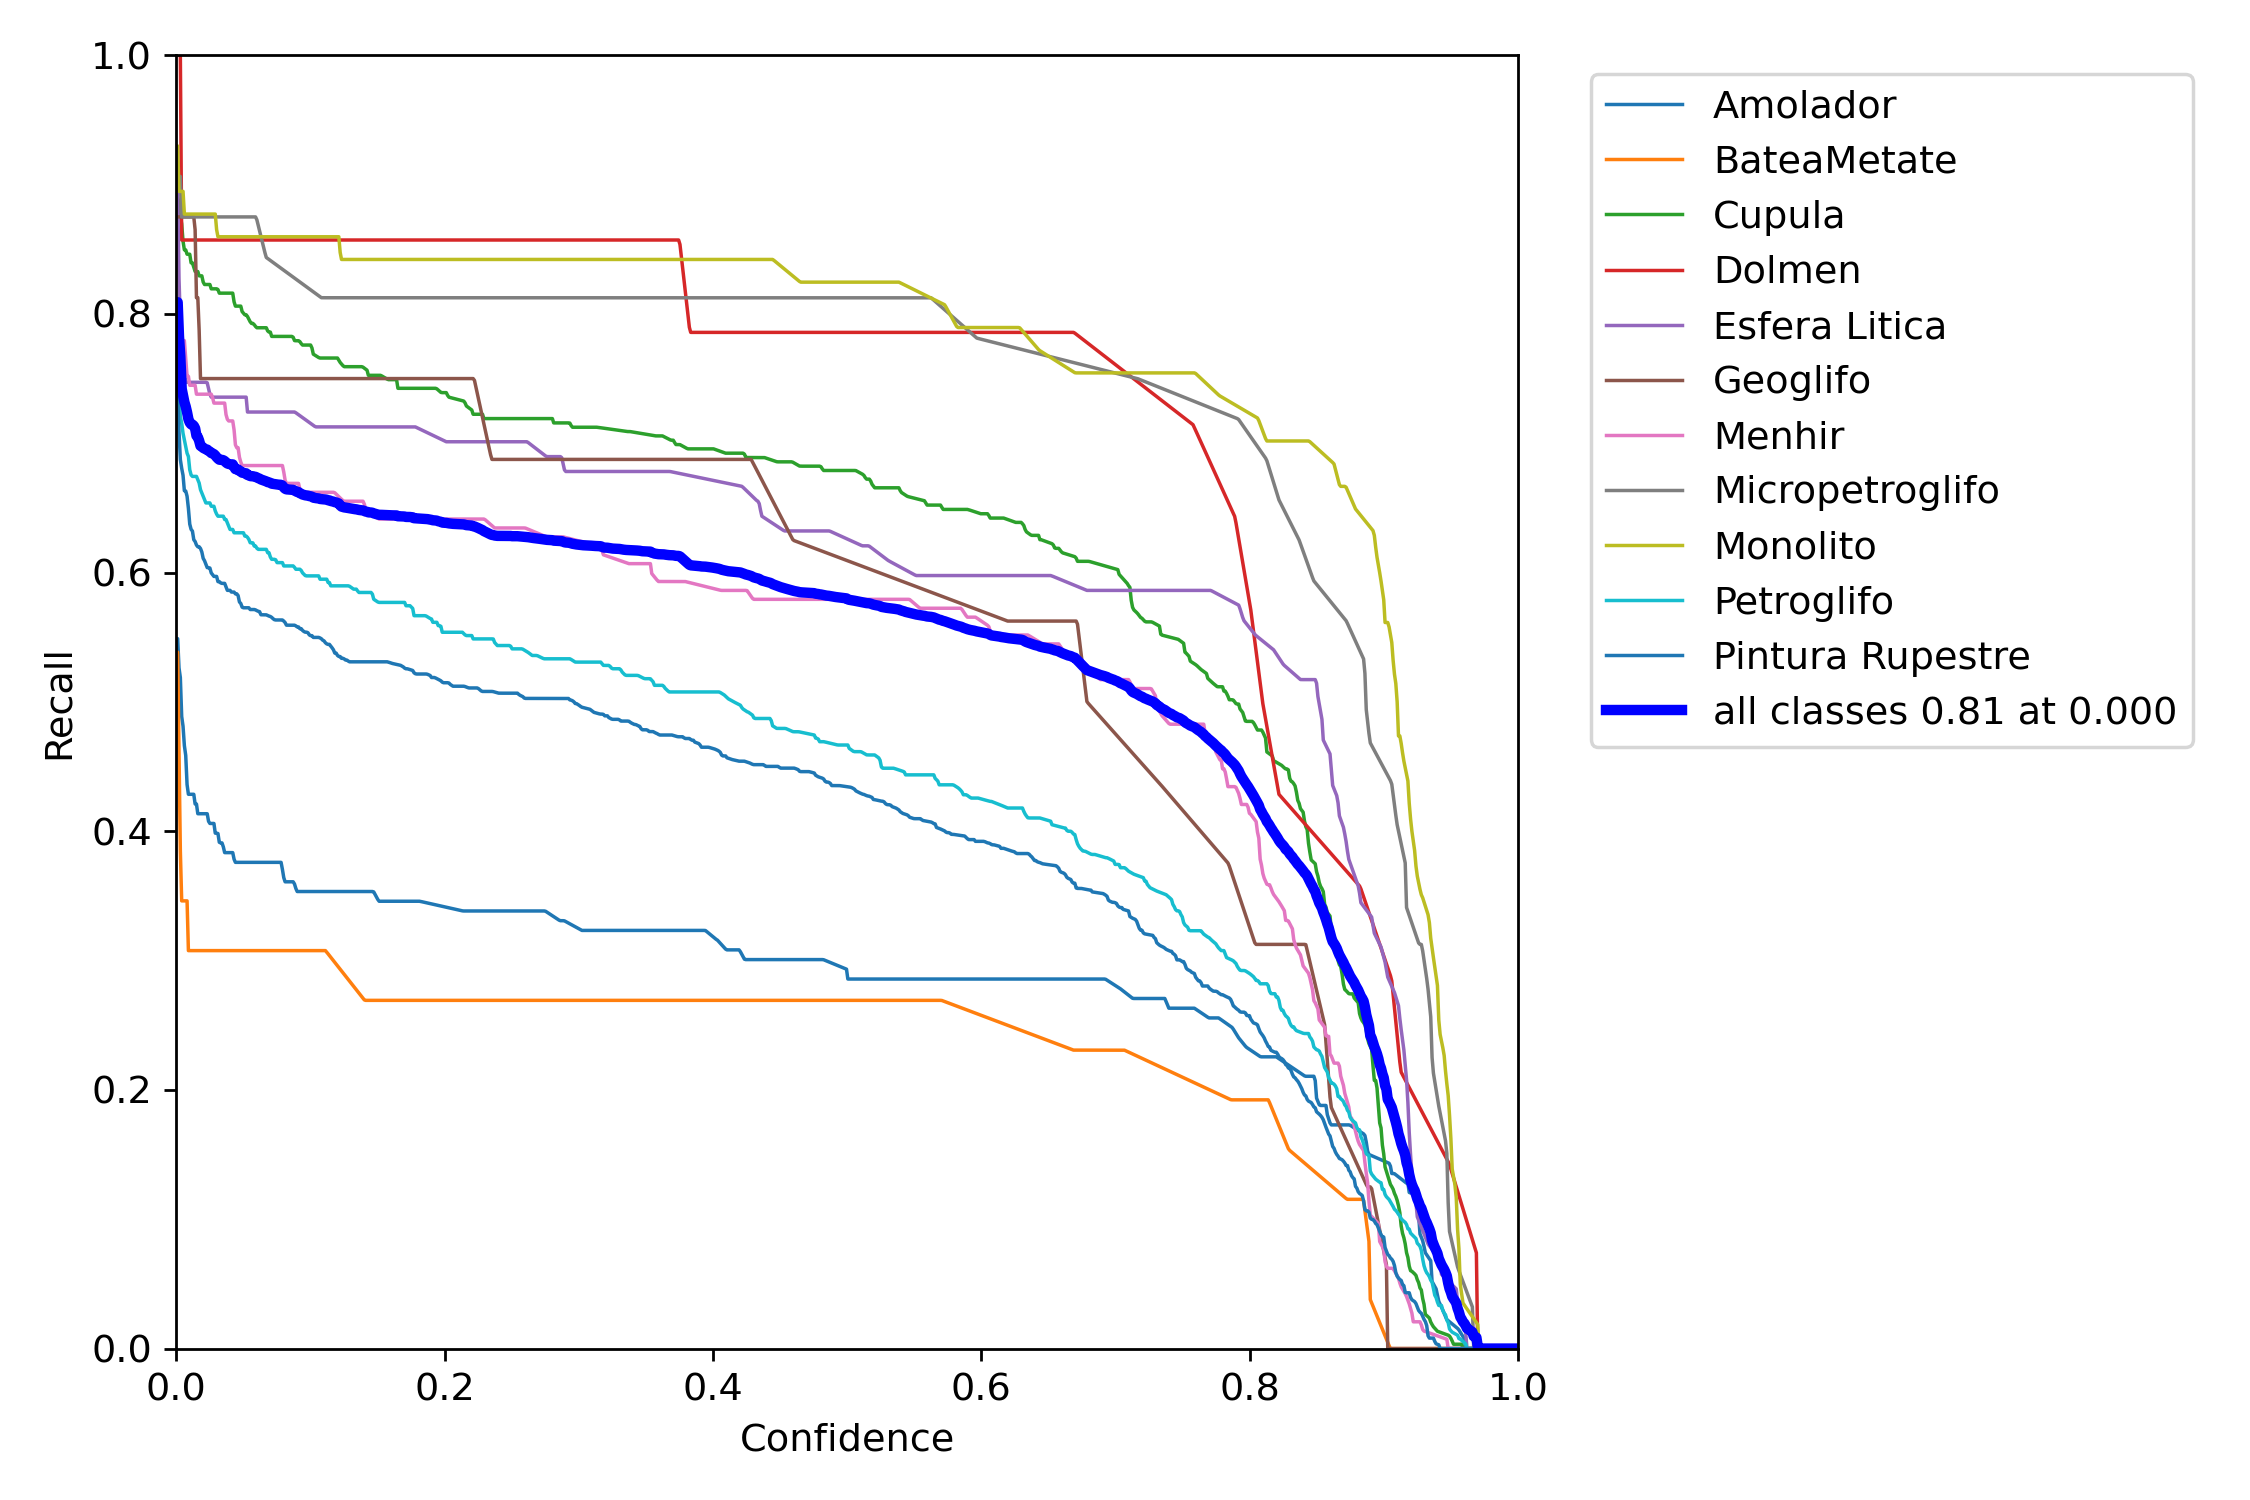 1.0
0.8
0.6
0.4
0.2
0.0
Recall
0.0 0.2 0.4 0.6 0.8 1.0
Confidence
Amolador
BateaMetate
Cupula
Dolmen
Esfera Litica
Geoglifo
Menhir
Micropetroglifo
Monolito
Petroglifo
Pintura Rupestre
all classes 0.81 at 0.000